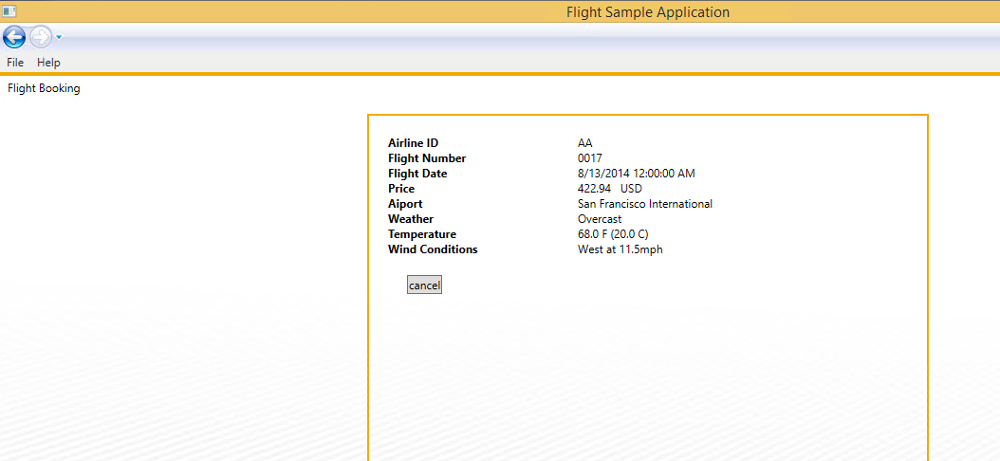 Flight Sample Application
File Help
Flight Booking
Airline ID AA
Flight Number 0017
Flight Date 8/13/2014 12:00:00 AM
Price 422.94 USD
Aiport San Francisco International
Weather Overcast
Temperature 68.0 F (20.0 C)
Wind Conditions West at 11.5mph
cancel